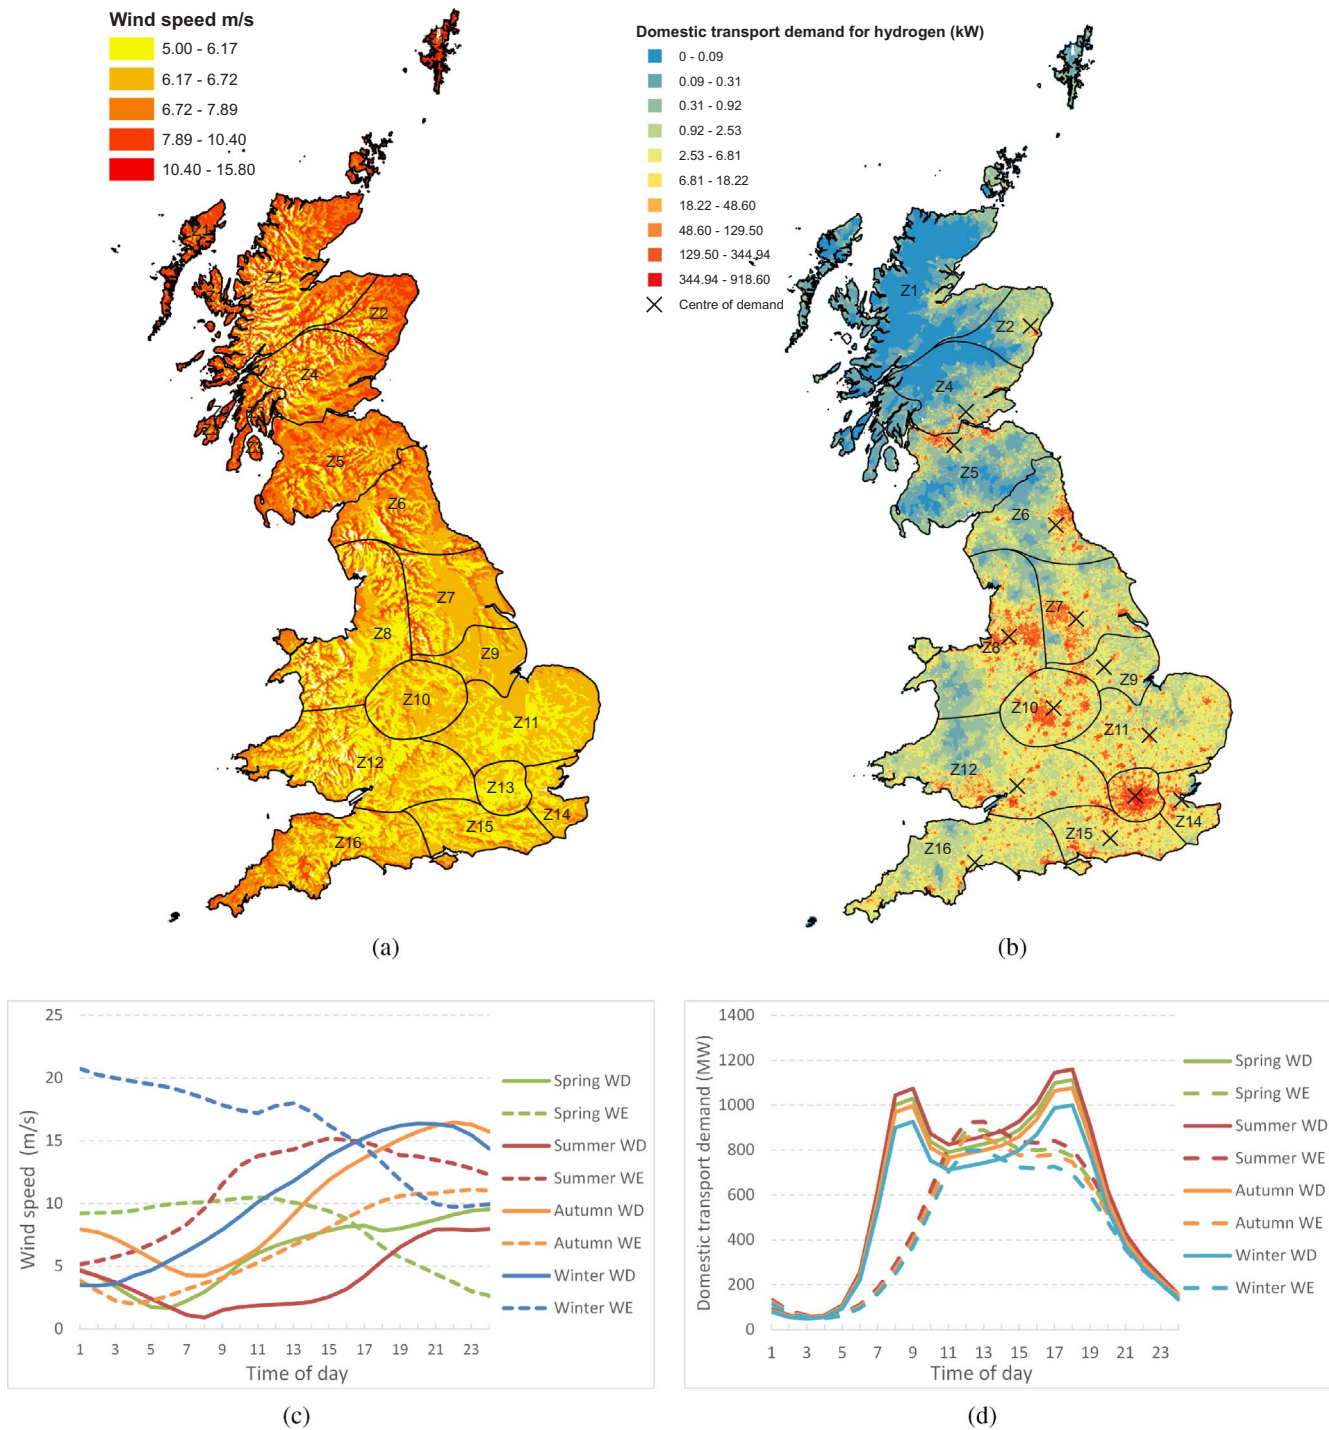 Wind speed m/s
5.00 - 6.17
6.17 - 6.72
6.72 - 7.89
7.89 - 10.40
10.40 - 15.80
Z1
Z1
Z2
Z4
Z3
Z3
Z5
Z6
Z7
Z8
Z9
Z10
Z11
Z12
Z13
Z14
Z15
Z16
(a)
Domestic transport demand for hydrogen (kW)
0 - 0.09
0.09 - 0.31
0.31 - 0.92
0.92 - 2.53
2.53 - 6.81
6.81 - 18.22
18.22 - 48.60
48.60 - 129.50
129.50 - 344.94
344.94 - 918.60
Centre of demand
Z1
Z2
Z4
Z5
Z6
Z7
Z8
Z9
Z10
Z11
Z12
Z14
Z15
Z16
(b)
25
20
15
10
5
0
Wind speed (m/s)
1 3 5 7 9 11 13 15 17 19 21 23
Time of day
Spring WD
Spring WE
Summer WD
Summer WE
Autumn WD
Autumn WE
Winter WD
Winter WE
(c)
1400
1200
1000
800
600
400
200
0
Domestic transport demand (MW)
1 3 5 7 9 11 13 15 17 19 21 23
Time of day
Spring WD
Spring WE
Summer WD
Summer WE
Autumn WD
Autumn WE
Winter WD
Winter WE
(d)